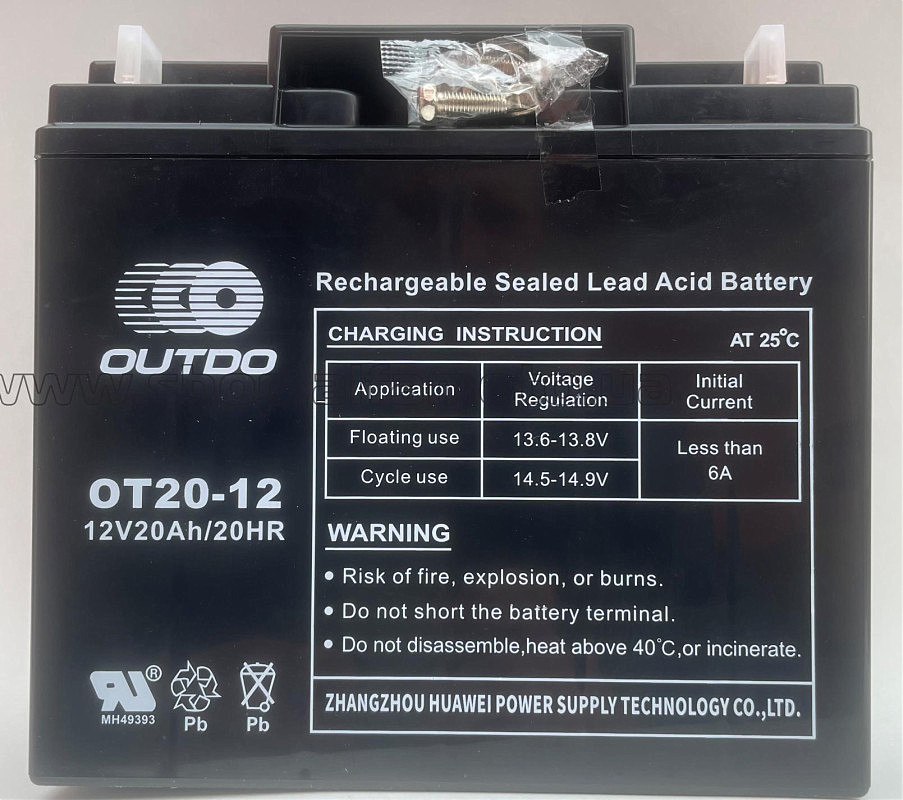 OUTDO
OT20-12
12V20Ah/20HR
Rechargeable Sealed Lead Acid Battery
CHARGING INSTRUCTION
AT 25°C
Application
Voltage Regulation
Initial Current
Floating use
13.6-13.8V
Less than 6A
Cycle use
14.5-14.9V
WARNING
• Risk of fire, explosion, or burns.
• Do not short the battery terminal.
• Do not disassemble,heat above 40°C,or incinerate.
ZHANGZHOU HUAWEI POWER SUPPLY TECHNOLOGY CO.,LTD.
®
MH49393
Pb
Pb